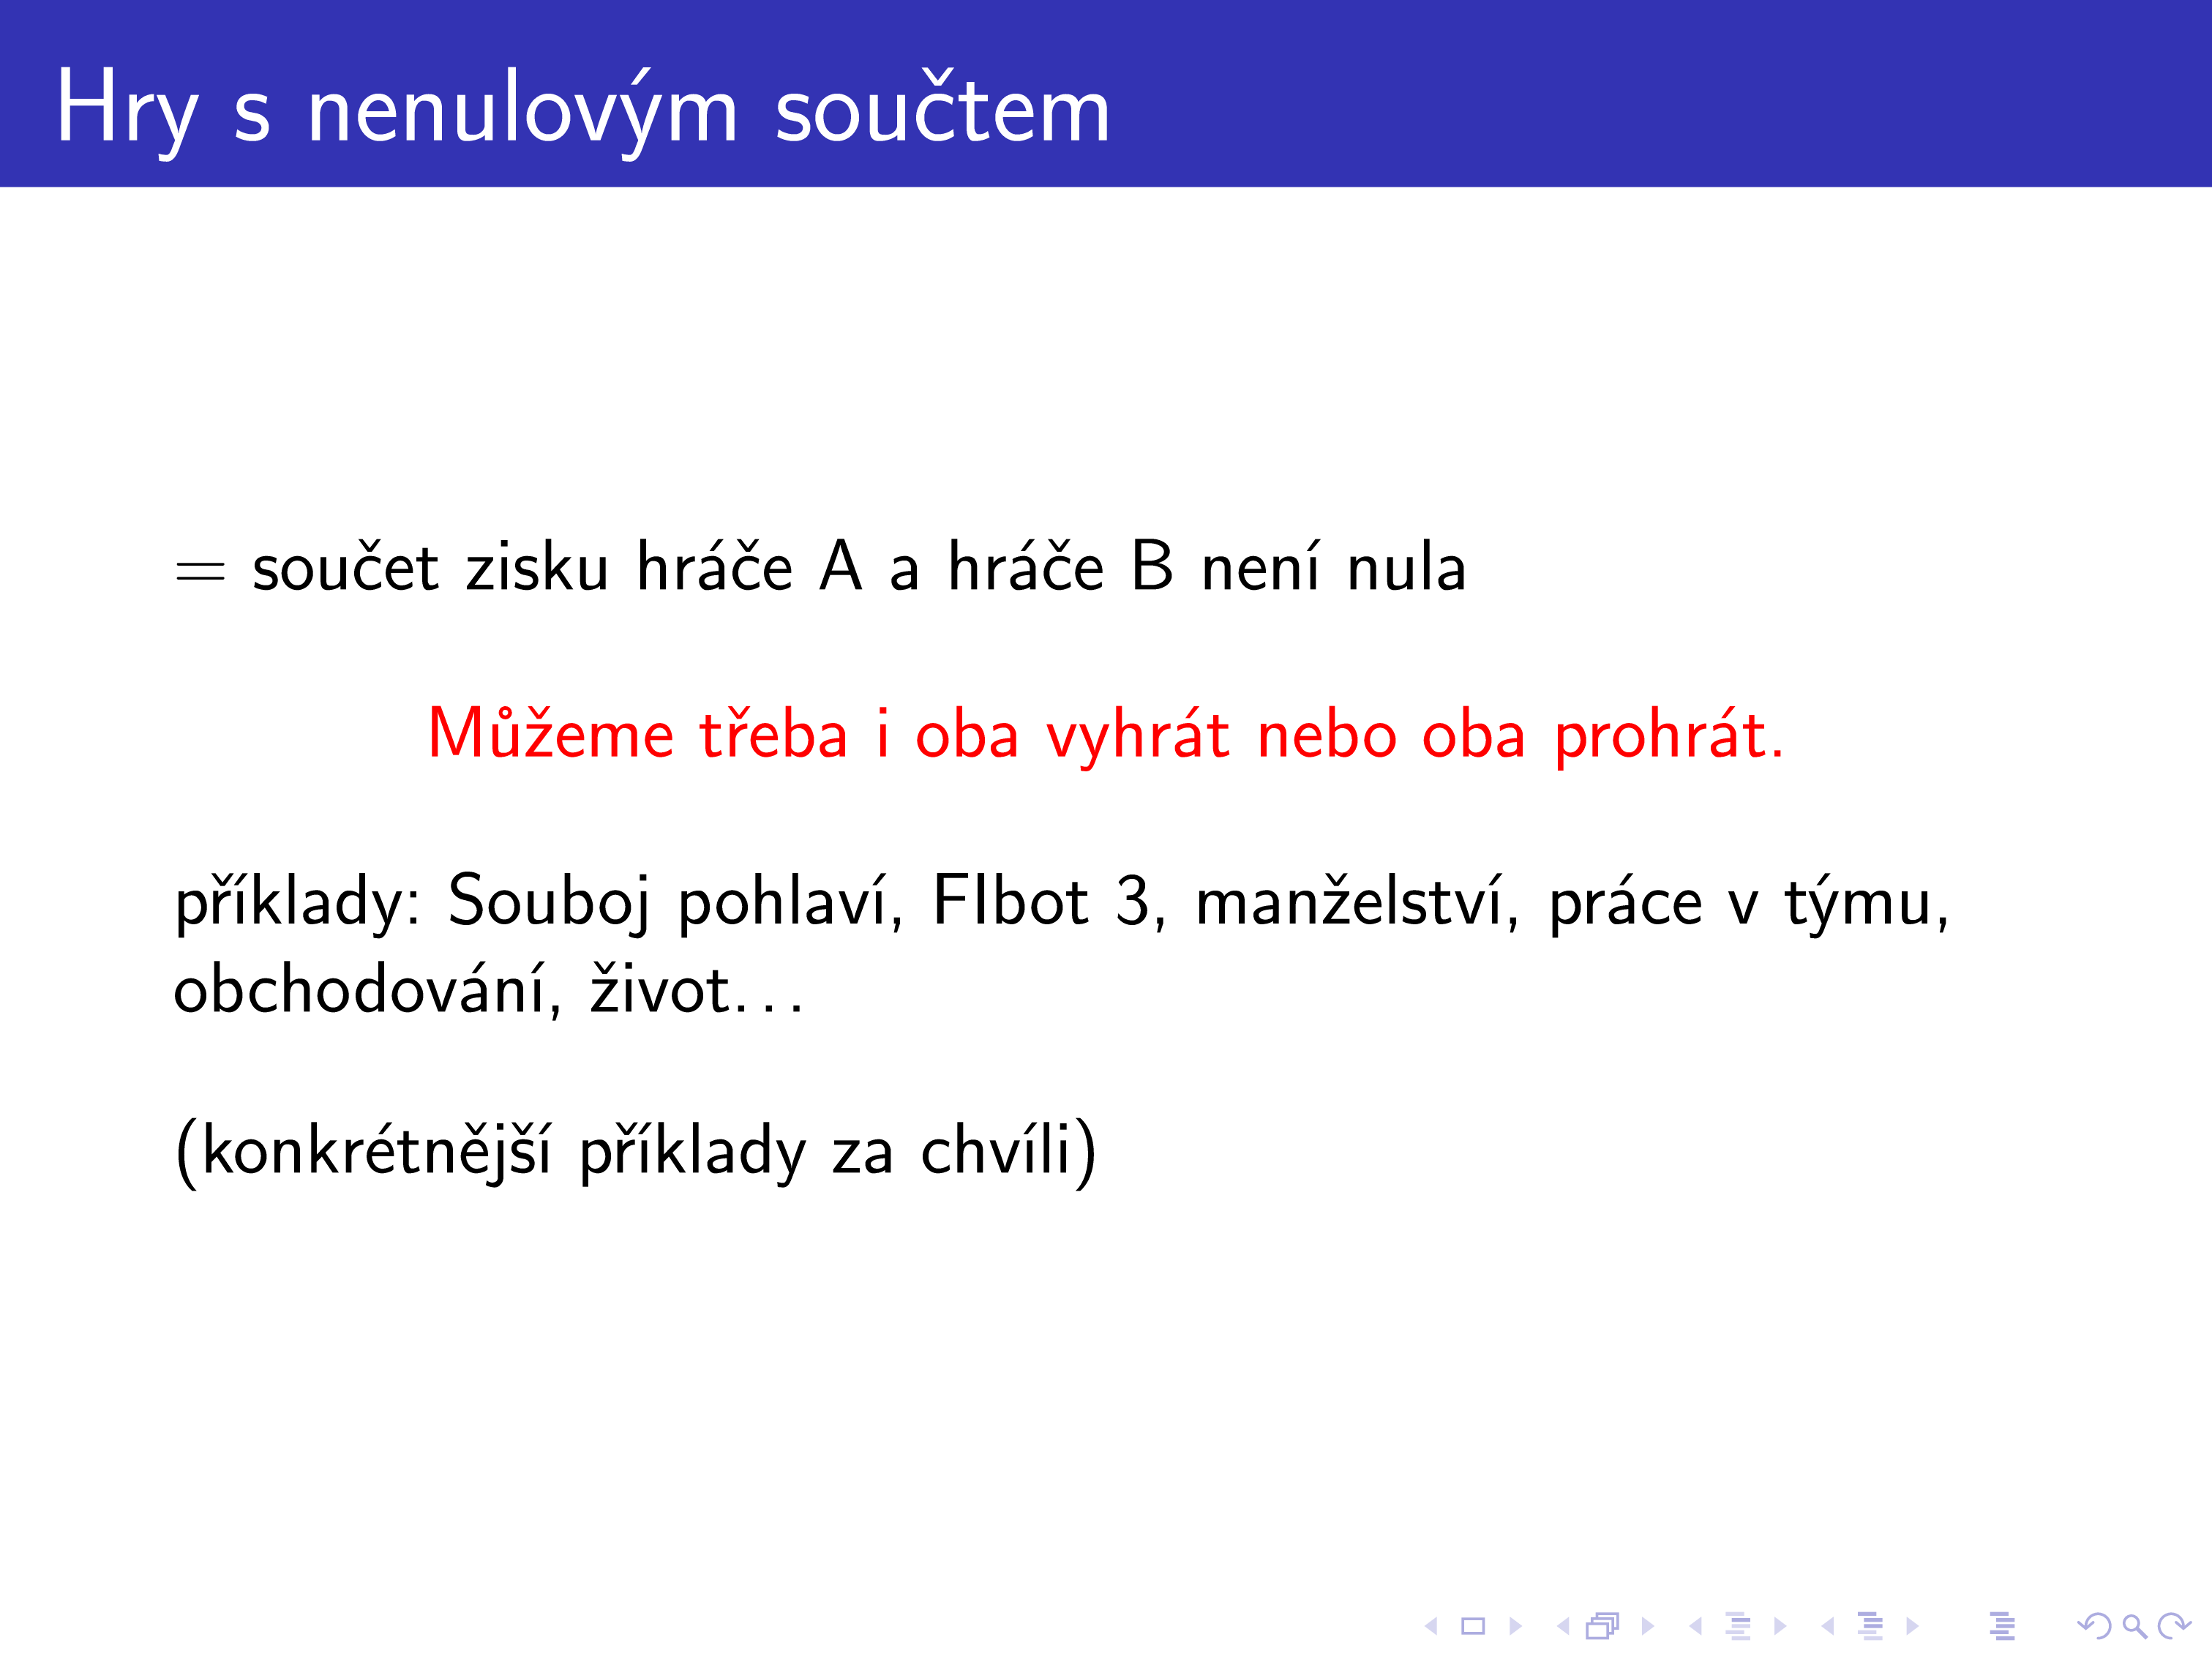 Hry s nenulovým součtem
= součet zisku hráče A a hráče B není nula
Můžeme třeba i oba vyhrát nebo oba prohrát.
příklady: Souboj pohlaví, FIbot 3, manželství, práce v týmu,
obchodování, život...
(konkrétnější příklady za chvíli)